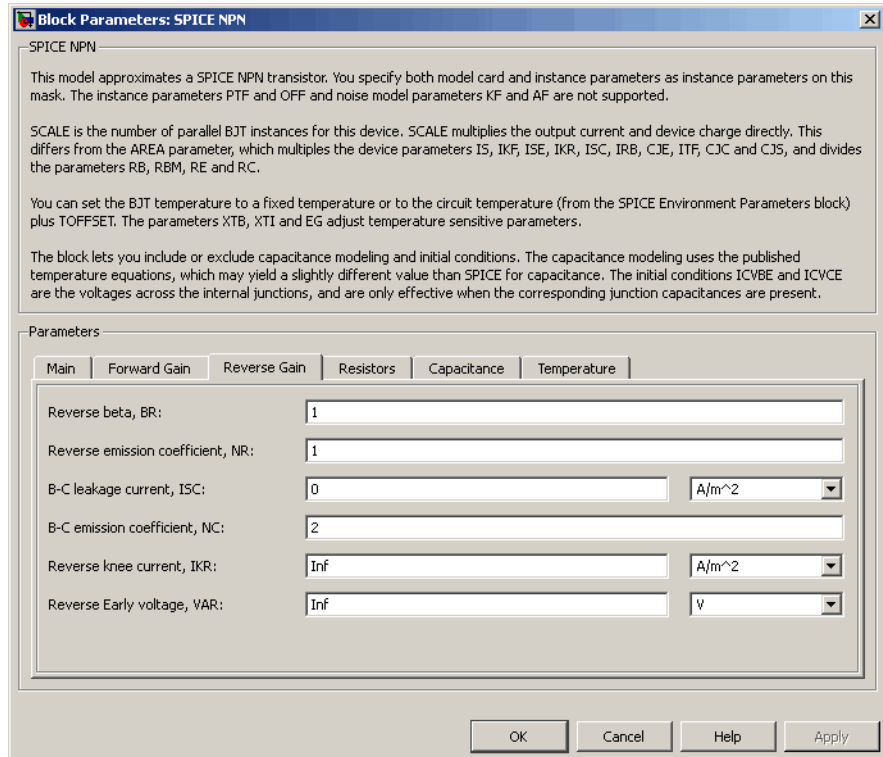 Block Parameters: SPICE NPN
SPICE NPN
This model approximates a SPICE NPN transistor. You specify both model card and instance parameters as instance parameters on this
mask. The instance parameters PTF and OFF and noise model parameters KF and AF are not supported.
SCALE is the number of parallel BJT instances for this device. SCALE multiplies the output current and device charge directly. This
differs from the AREA parameter, which multiples the device parameters IS, IKF, ISE, IKR, ISC, IRB, CJE, ITF, CJC and CJS, and divides
the parameters RB, RBM, RE and RC.
You can set the BJT temperature to a fixed temperature or to the circuit temperature (from the SPICE Environment Parameters block)
plus TOFFSET. The parameters XTB, XTI and EG adjust temperature sensitive parameters.
The block lets you include or exclude capacitance modeling and initial conditions. The capacitance modeling uses the published
temperature equations, which may yield a slightly different value than SPICE for capacitance. The initial conditions ICVBE and ICVCE
are the voltages across the internal junctions, and are only effective when the corresponding junction capacitances are present.
Parameters
Main Forward Gain Reverse Gain Resistors Capacitance Temperature
Reverse beta, BR: 1
Reverse emission coefficient, NR: 1
B-C leakage current, ISC: 0 A/m^2
B-C emission coefficient, NC: 2
Reverse knee current, IKR: Inf A/m^2
Reverse Early voltage, VAR: Inf V
OK Cancel Help Apply